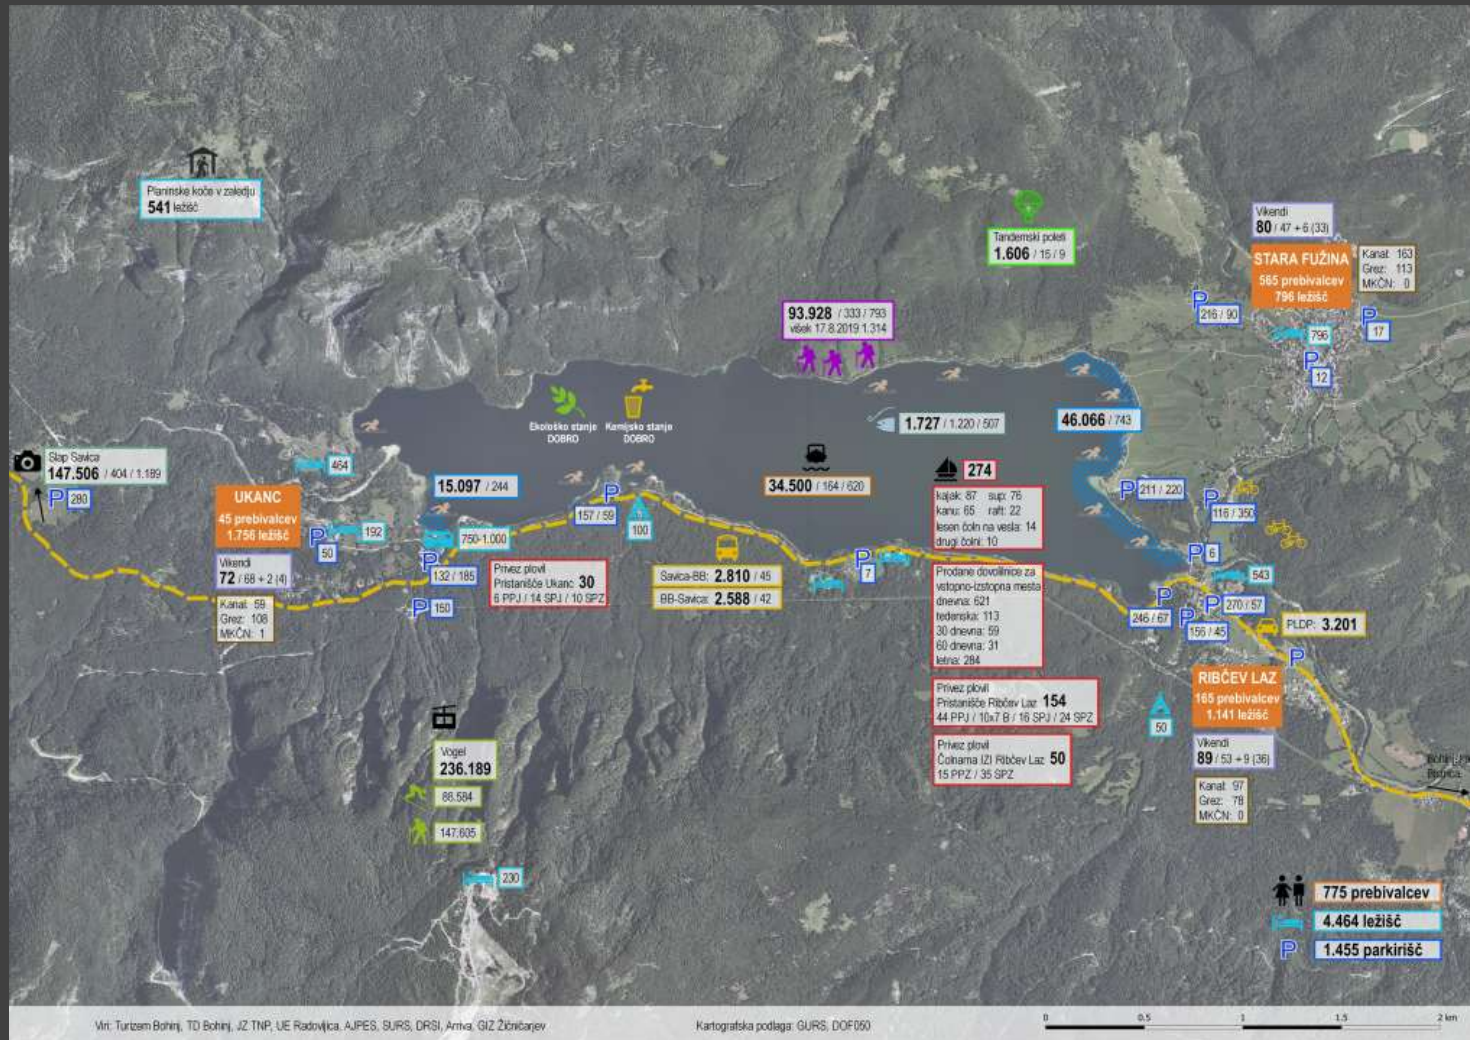 Planinske koče v zaledju
541 ležišč
Tandemski poleti
1.606 / 15 / 9
Vikendi
80 / 47 + 6 (33)
STARA FUŽINA
565 prebivalcev
796 ležišč
Kanal: 163
Grez: 113
MKČN: 0
216 / 90
17
796
12
93.928 / 333 / 793
višek 17.8.2019 1.314
Ekološko stanje
DOBRO
Kemijsko stanje
DOBRO
1.727 / 1.220 / 507
46.066 / 743
Slap Savica
147.506 / 404 / 1.189
280
464
UKANC
45 prebivalcev
1.756 ležišč
192
50
Vikendi
72 / 68 + 2 (4)
Kanal: 59
Grez: 108
MKČN: 1
15.097 / 244
750-1.000
132 / 185
150
157 / 59
100
Privez plovil
Pristanišče Ukanc 30
6 PPJ / 14 SPJ / 10 SPZ
34.500 / 164 / 620
Savica-BB: 2.810 / 45
BB-Savica: 2.588 / 42
7
274
kajak: 87 sup: 76
kanu: 65 raft: 22
lesen čoln na vesla: 14
drugi čolni: 10
Prodane dovolilnice za
vstopno-izstopna mesta
dnevna: 621
tedenska: 113
30 dnevna: 59
60 dnevna: 31
letna: 284
Privez plovil
Pristanišče Ribčev Laz 154
44 PPJ / 10x7 B / 16 SPJ / 24 SPZ
Privez plovil
Čolnarna IZI Ribčev Laz 50
15 PPZ / 35 SPZ
211 / 220
116 / 350
6
543
246 / 67
270 / 57
156 / 45
PLDP: 3.201
RIBČEV LAZ
165 prebivalcev
1.141 ležišč
50
Vikendi
89 / 53 + 9 (36)
Kanal: 97
Grez: 78
MKČN: 0
Bistrica
Vogel
236.189
88.584
147.605
230
775 prebivalcev
4.464 ležišč
1.455 parkirišč
Viri: Turizem Bohinj, TD Bohinj, JZ TNP, UE Radovljica, AJPES, SURS, DRSI, Arriva, GIZ Žičničarjev
Kartografska podlaga: GURS, DOF050
0 0.5 1 1.5 2 km